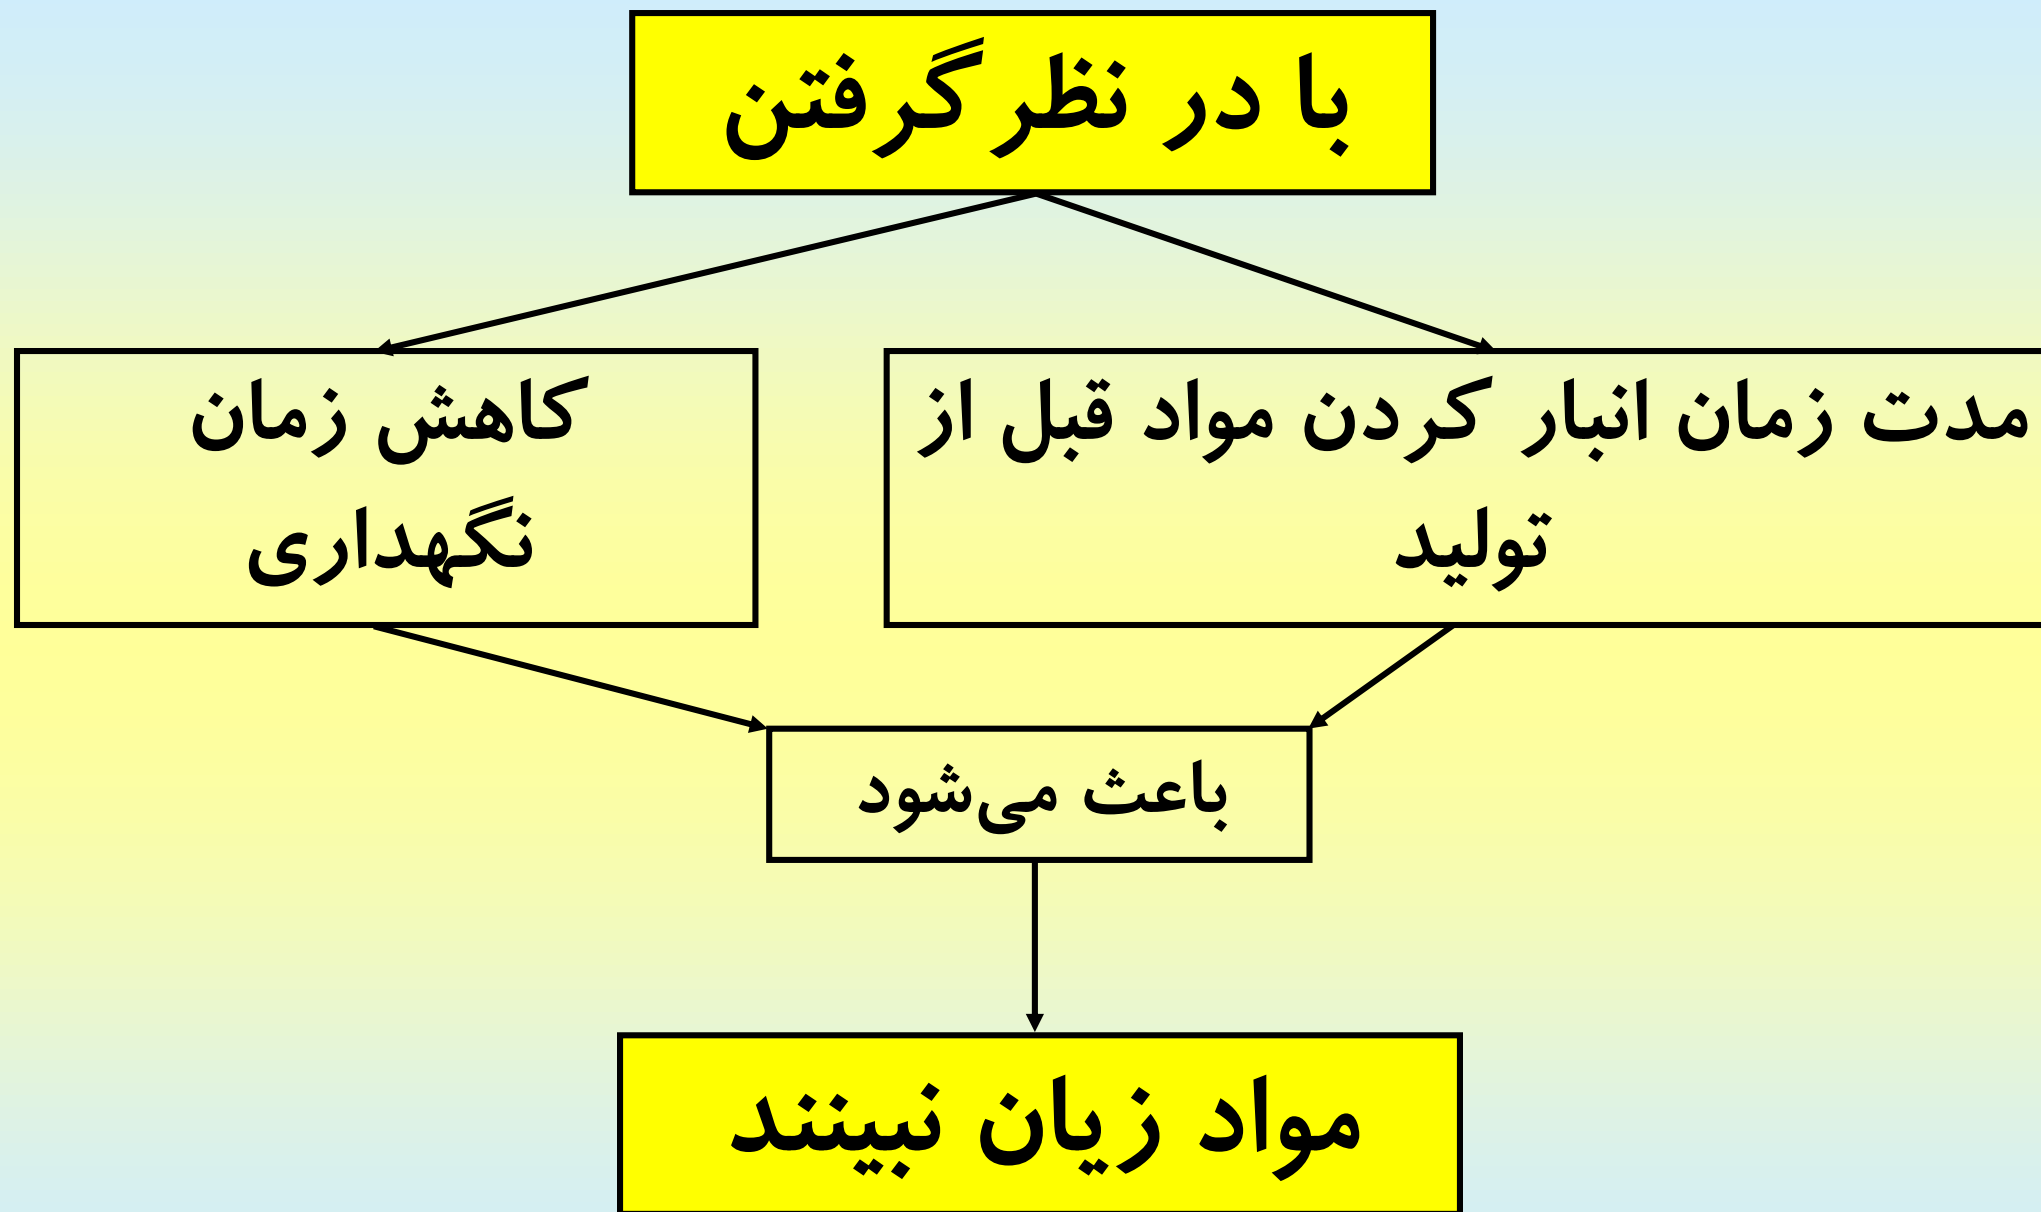 با در نظر گرفتن
مدت زمان انبار کردن مواد قبل از
تولید
کاهش زمان
نگهداری
باعث می‌شود
مواد زیان نبینند